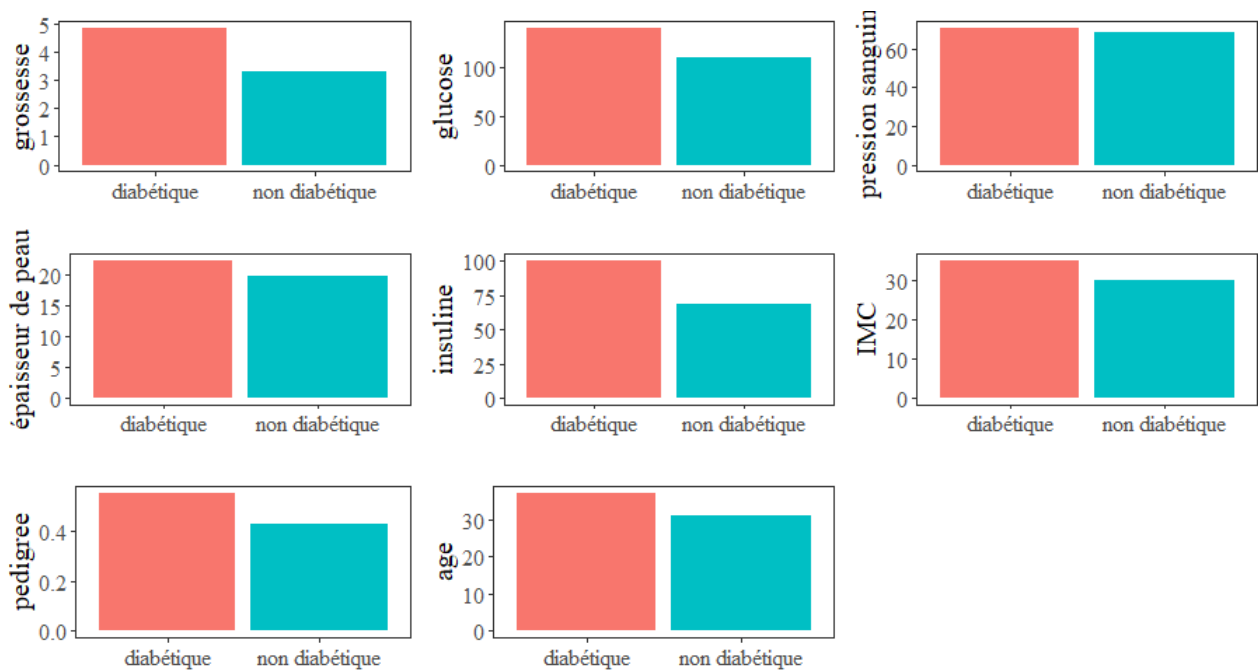 grossesse
5
4
3
2
1
0
diabétique non diabétique
glucose
100
50
0
diabétique non diabétique
pression sanguin
60
40
20
0
diabétique non diabétique
épaisseur de peau
20
15
10
5
0
diabétique non diabétique
insuline
100
75
50
25
0
diabétique non diabétique
IMC
30
20
10
0
diabétique non diabétique
pedigree
0.4
0.2
0.0
diabétique non diabétique
age
30
20
10
0
diabétique non diabétique